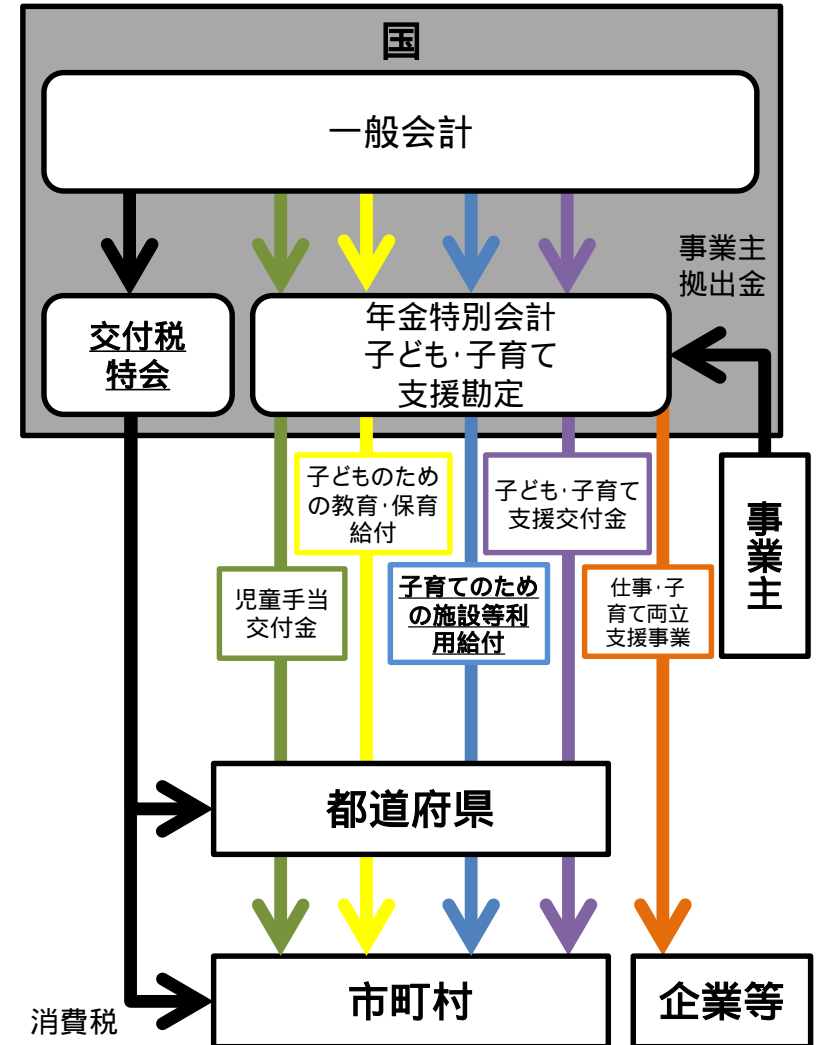 国
一般会計
事業主
拠出金
交付税
特会
年金特別会計
子ども・子育て
支援勘定
子どものため
の教育・保育
給付
子ども・子育て
支援交付金
事業主
児童手当
交付金
子育てのため
の施設等利
用給付
仕事・子
育て両立
支援事業
都道府県
市町村
企業等
消費税